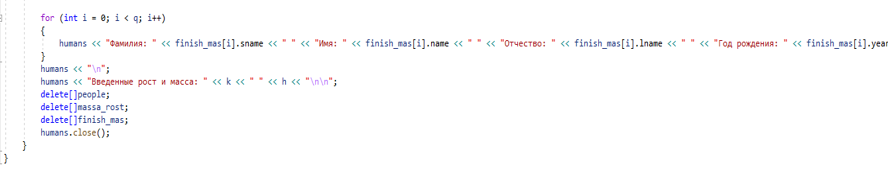 for (int i = 0; i < q; i++)
{
humans << "Фамилия: " << finish_mas[i].sname << " " << "Имя: " << finish_mas[i].name << " " << "Отчество: " << finish_mas[i].lname << " " << "Год рождения: " << finish_mas[i].year
}
humans << "\n";
humans << "Введенные рост и масса: " << k << " " << h << "\n\n";
delete[]people;
delete[]massa_rost;
delete[]finish_mas;
humans.close();
}
}